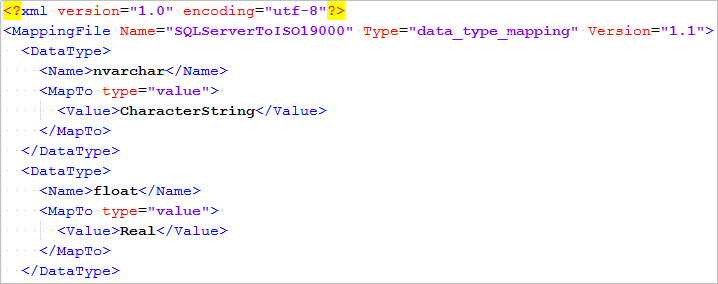 <?xml version="1.0" encoding="utf-8"?>
<MappingFile Name="SQLServerToISO19000" Type="data_type_mapping" Version="1.1">
  <DataType>
    <Name>nvarchar</Name>
    <MapTo type="value">
      <Value>CharacterString</Value>
    </MapTo>
  </DataType>
  <DataType>
    <Name>float</Name>
    <MapTo type="value">
      <Value>Real</Value>
    </MapTo>
  </DataType>